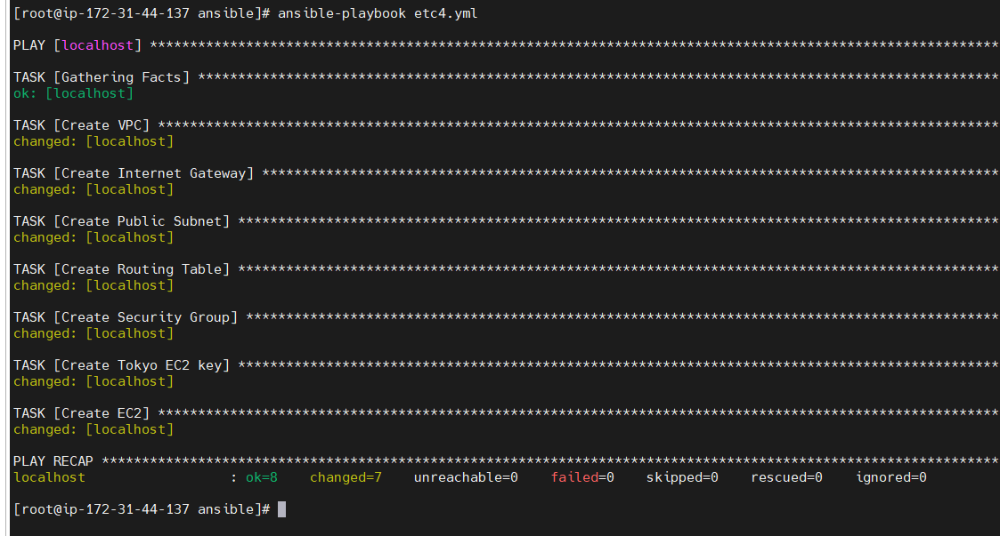 [root@ip-172-31-44-137 ansible]# ansible-playbook etc4.yml
PLAY [localhost] **********************************************************************************************************
TASK [Gathering Facts] ****************************************************************************************************
ok: [localhost]
TASK [Create VPC] *********************************************************************************************************
changed: [localhost]
TASK [Create Internet Gateway] ********************************************************************************************
changed: [localhost]
TASK [Create Public Subnet] ***********************************************************************************************
changed: [localhost]
TASK [Create Routing Table] ***********************************************************************************************
changed: [localhost]
TASK [Create Security Group] **********************************************************************************************
changed: [localhost]
TASK [Create Tokyo EC2 key] ***********************************************************************************************
changed: [localhost]
TASK [Create EC2] *********************************************************************************************************
changed: [localhost]
PLAY RECAP ****************************************************************************************************************
localhost                  : ok=8    changed=7    unreachable=0    failed=0    skipped=0    rescued=0    ignored=0
[root@ip-172-31-44-137 ansible]#